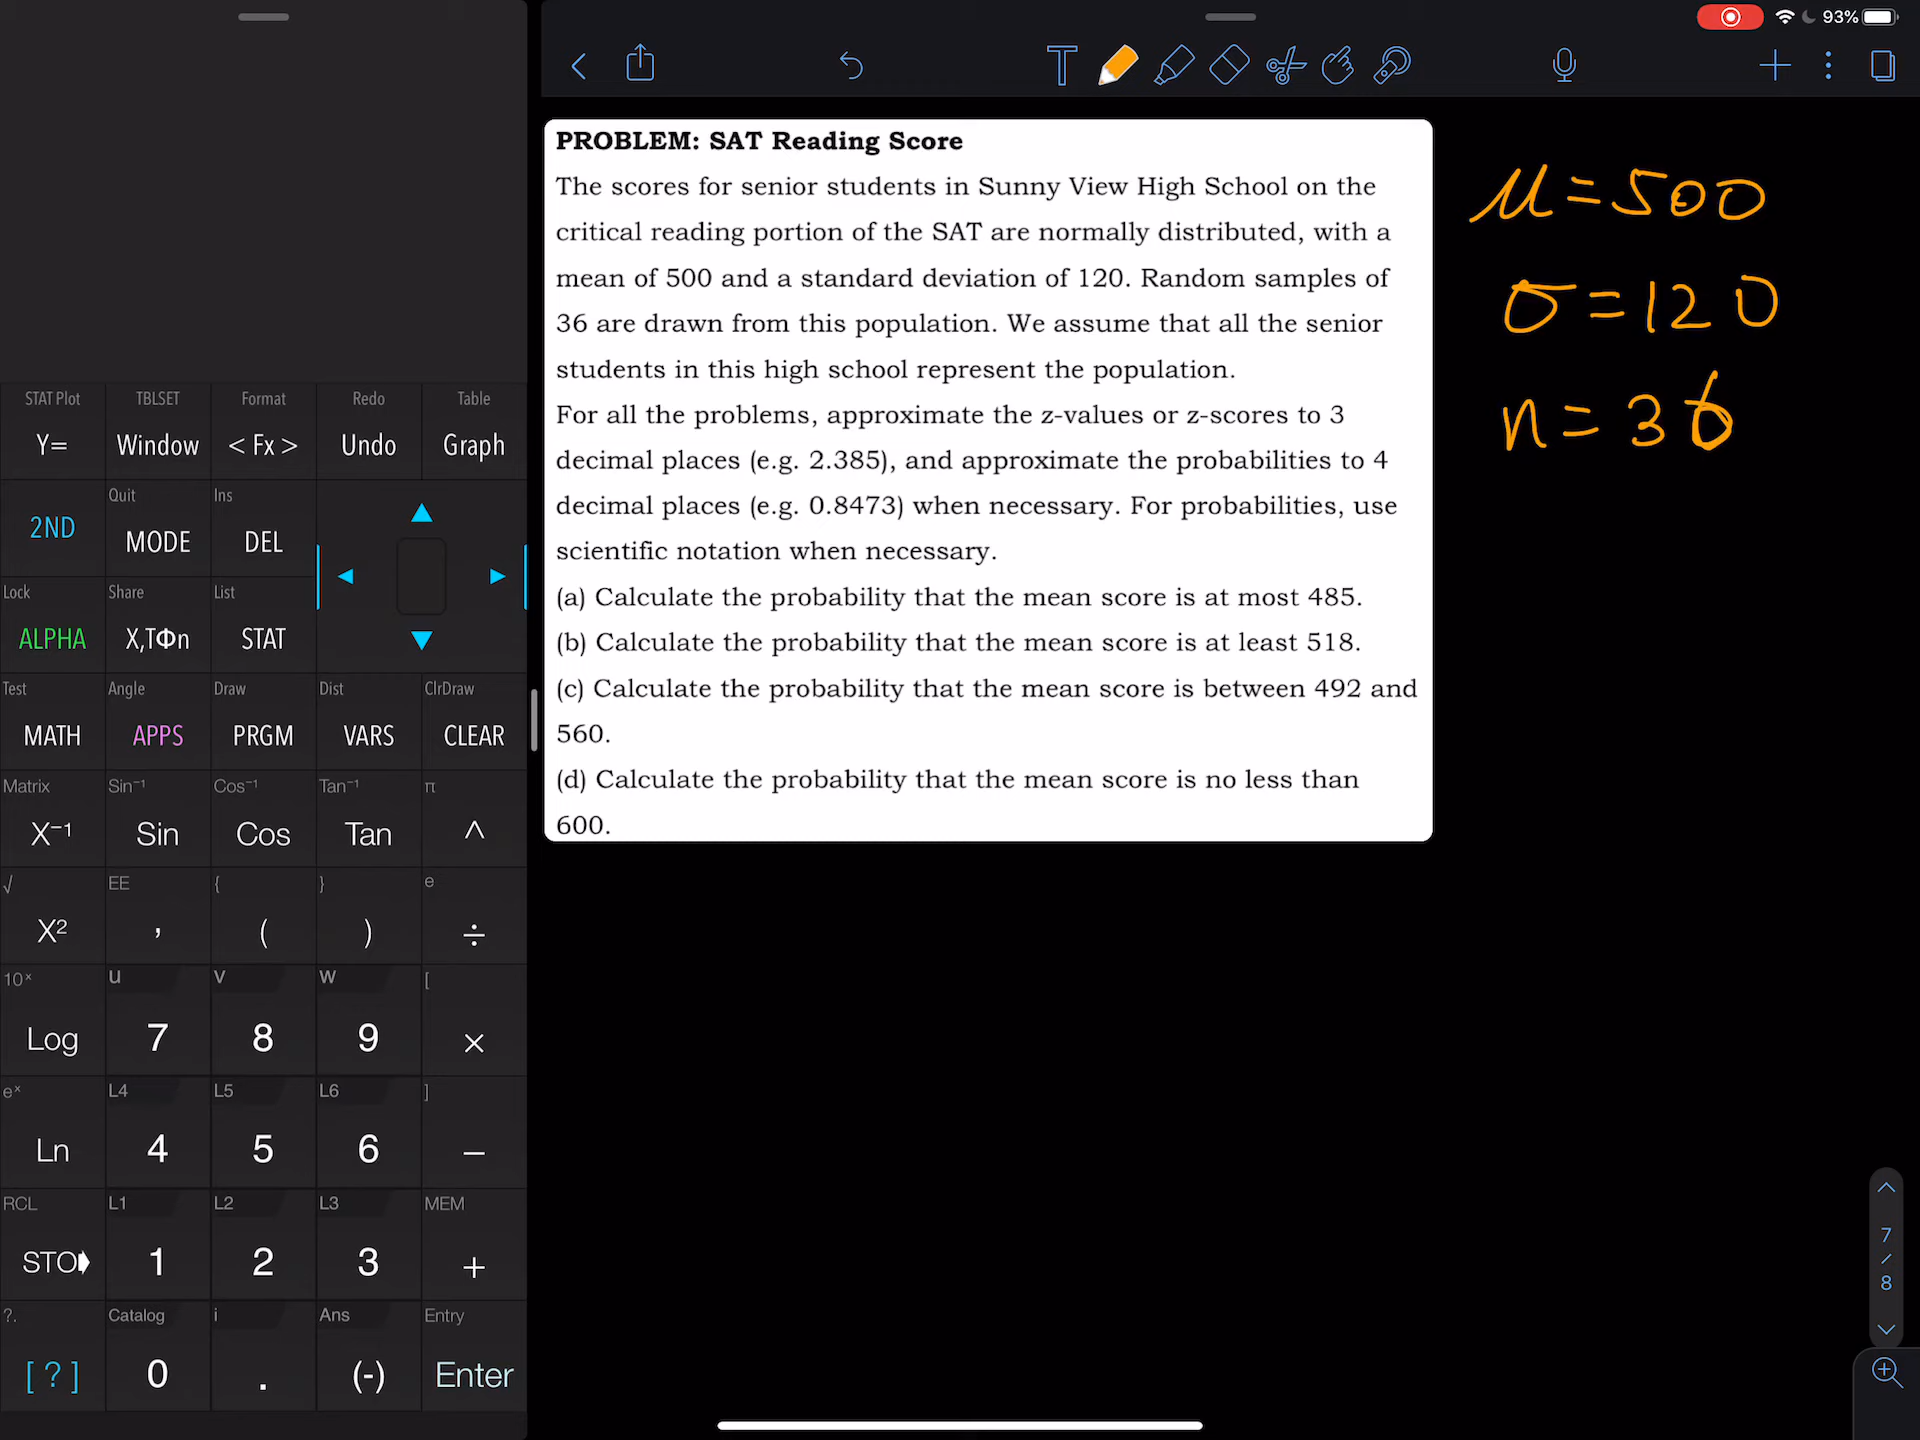 93%
PROBLEM: SAT Reading Score
The scores for senior students in Sunny View High School on the
critical reading portion of the SAT are normally distributed, with a
mean of 500 and a standard deviation of 120. Random samples of
36 are drawn from this population. We assume that all the senior
students in this high school represent the population.
For all the problems, approximate the z-values or z-scores to 3
decimal places (e.g. 2.385), and approximate the probabilities to 4
decimal places (e.g. 0.8473) when necessary. For probabilities, use
scientific notation when necessary.
(a) Calculate the probability that the mean score is at most 485.
(b) Calculate the probability that the mean score is at least 518.
(c) Calculate the probability that the mean score is between 492 and
560.
(d) Calculate the probability that the mean score is no less than
600.
μ = 500
σ = 120
n = 36
STAT Plot TBLSET Format Redo Table
Y= Window < Fx > Undo Graph
Quit Ins
2ND MODE DEL
Lock Share List
ALPHA X,TΦn STAT
Test Angle Draw Dist ClrDraw
MATH APPS PRGM VARS CLEAR
Matrix Sin⁻¹ Cos⁻¹ Tan⁻¹ π
X⁻¹ Sin Cos Tan ^
√ EE { } e
X² , ( ) ÷
10ˣ u v w [
Log 7 8 9 ×
eˣ L4 L5 L6 ]
Ln 4 5 6 −
RCL L1 L2 L3 MEM
STO 1 2 3 +
?. Catalog i Ans Entry
[ ? ] 0 . (-) Enter
7
/
8